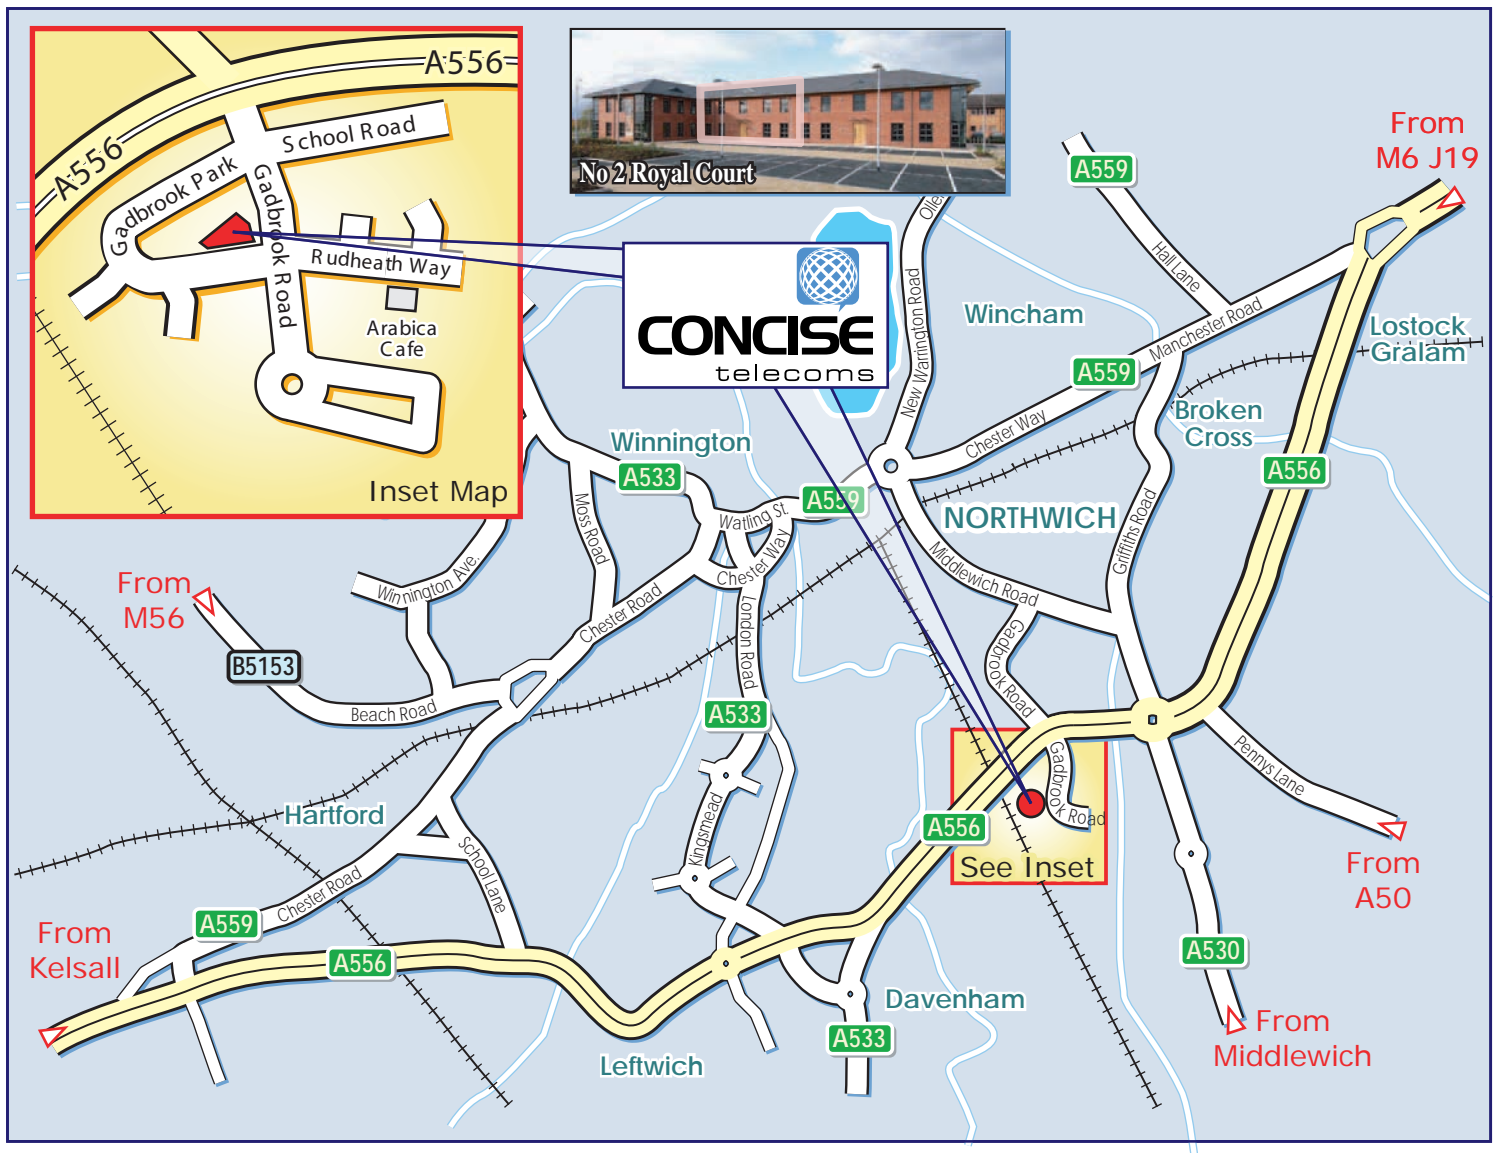 A556
A556
School Road
Gadbrook Park
Gadbrook Road
Rudheath Way
Arabica
Cafe
Inset Map
No 2 Royal Court
CONCISE
telecoms
From
M6 J19
A559
Hall Lane
Manchester Road
Wincham
New Warrington Road
Lostock
Gralam
A559
Broken
Cross
Chester Way
Winnington
A533
A556
A559
Watling St.
Moss Road
NORTHWICH
Griffiths Road
Chester Way
Middlewich Road
Winnington Ave.
From
M56
Chester Road
London Road
Gadbrook Road
B5153
Beach Road
A533
Gadbrook Road
Pennys Lane
Hartford
Kingsmead
A556
See Inset
From
A50
School Lane
Chester Road
A559
From
Kelsall
A556
A530
Davenham
A533
From
Middlewich
Leftwich